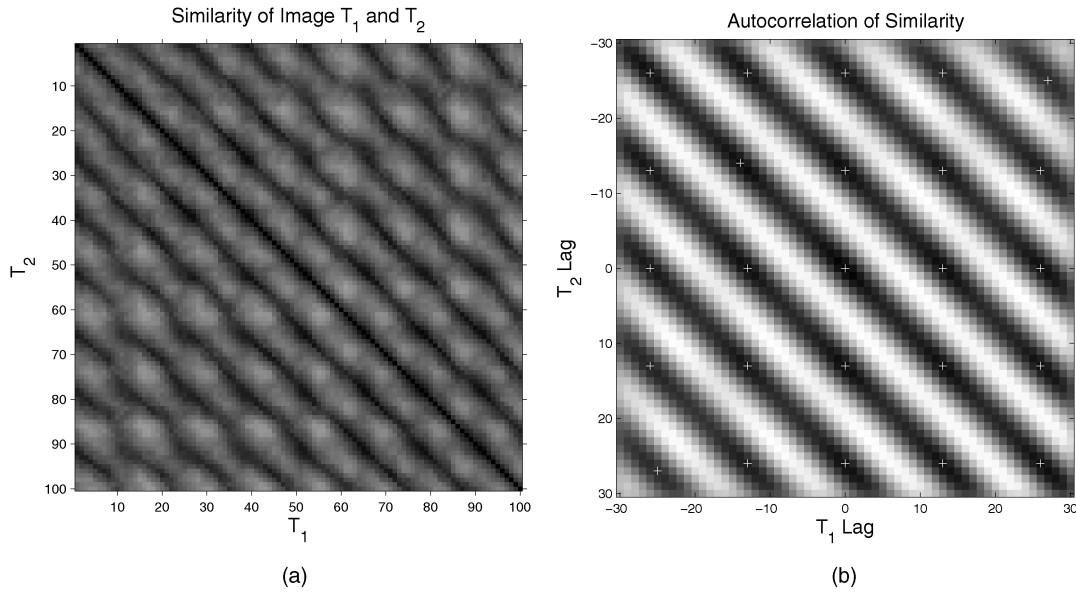 Similarity of Image T1 and T2
10
20
30
40
50
60
70
80
90
100
T2
10 20 30 40 50 60 70 80 90 100
T1
(a)
Autocorrelation of Similarity
−30
−20
−10
0
10
20
30
T2 Lag
−30 −20 −10 0 10 20 30
T1 Lag
(b)